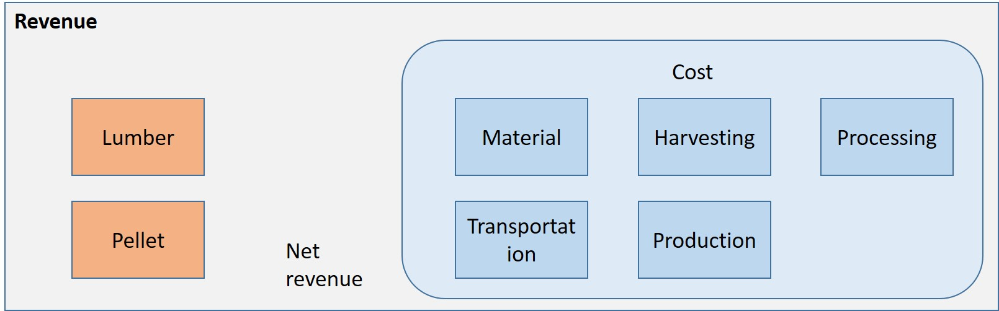 Revenue
Cost
Lumber
Material
Harvesting
Processing
Pellet
Net
revenue
Transportat
ion
Production